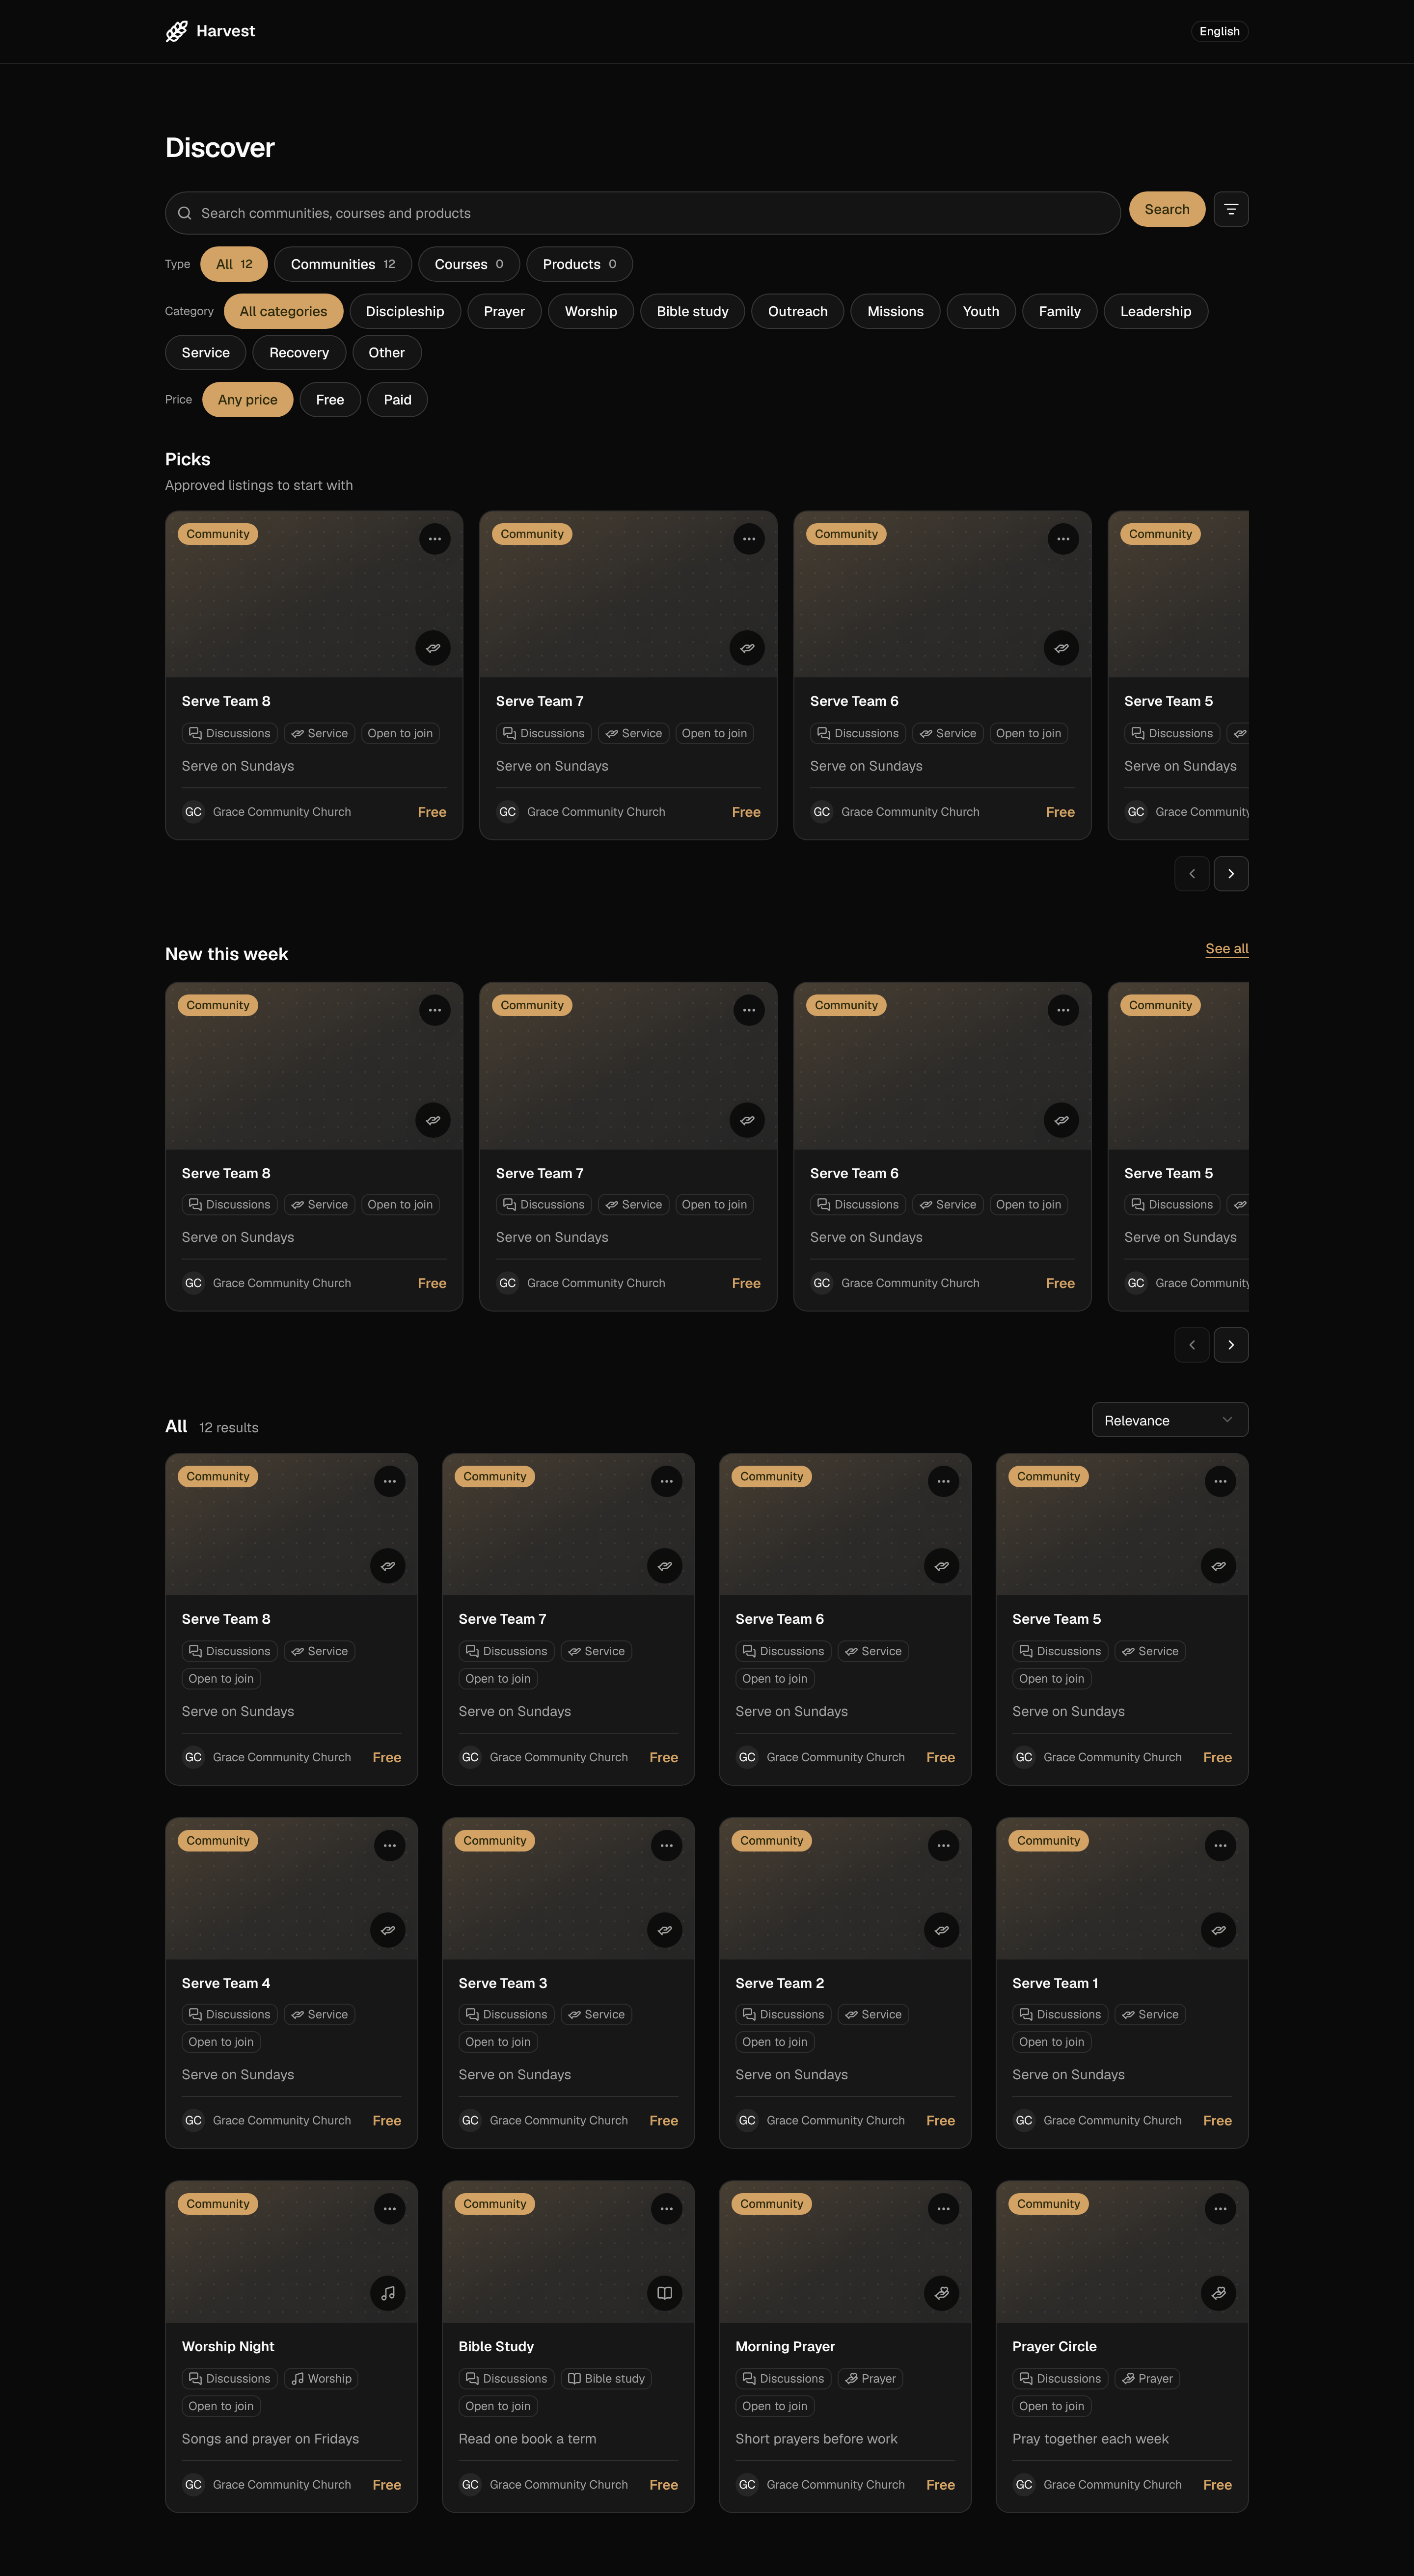 Harvest
English
Discover
Search communities, courses and products
Search
Type All 12 Communities 12 Courses 0 Products 0
Category All categories Discipleship Prayer Worship Bible study Outreach Missions Youth Family Leadership
Service Recovery Other
Price Any price Free Paid
Picks
Approved listings to start with
Community Community Community Community
Serve Team 8 Serve Team 7 Serve Team 6 Serve Team 5
Discussions Service Open to join Discussions Service Open to join Discussions Service Open to join Discussions
Serve on Sundays Serve on Sundays Serve on Sundays Serve on Sundays
GC Grace Community Church Free GC Grace Community Church Free GC Grace Community Church Free GC Grace Community
New this week See all
Community Community Community Community
Serve Team 8 Serve Team 7 Serve Team 6 Serve Team 5
Discussions Service Open to join Discussions Service Open to join Discussions Service Open to join Discussions
Serve on Sundays Serve on Sundays Serve on Sundays Serve on Sundays
GC Grace Community Church Free GC Grace Community Church Free GC Grace Community Church Free GC Grace Community
All 12 results Relevance
Community Community Community Community
Serve Team 8 Serve Team 7 Serve Team 6 Serve Team 5
Discussions Service Discussions Service Discussions Service Discussions Service
Open to join Open to join Open to join Open to join
Serve on Sundays Serve on Sundays Serve on Sundays Serve on Sundays
GC Grace Community Church Free GC Grace Community Church Free GC Grace Community Church Free GC Grace Community Church Free
Community Community Community Community
Serve Team 4 Serve Team 3 Serve Team 2 Serve Team 1
Discussions Service Discussions Service Discussions Service Discussions Service
Open to join Open to join Open to join Open to join
Serve on Sundays Serve on Sundays Serve on Sundays Serve on Sundays
GC Grace Community Church Free GC Grace Community Church Free GC Grace Community Church Free GC Grace Community Church Free
Community Community Community Community
Worship Night Bible Study Morning Prayer Prayer Circle
Discussions Worship Discussions Bible study Discussions Prayer Discussions Prayer
Open to join Open to join Open to join Open to join
Songs and prayer on Fridays Read one book a term Short prayers before work Pray together each week
GC Grace Community Church Free GC Grace Community Church Free GC Grace Community Church Free GC Grace Community Church Free